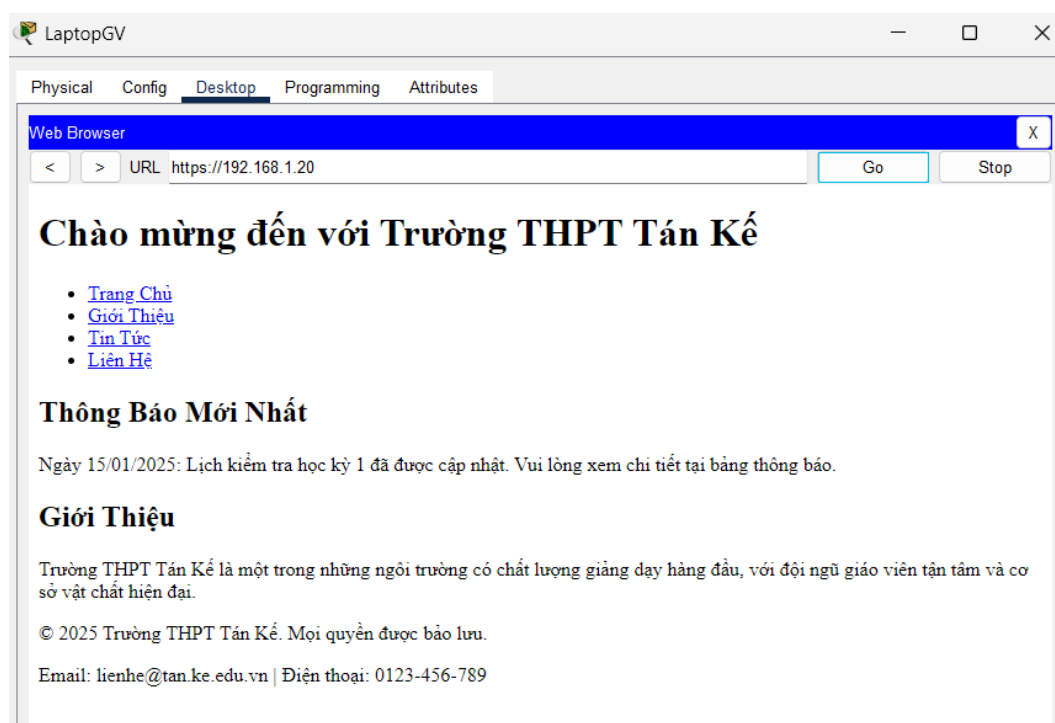 LaptopGV
Physical Config Desktop Programming Attributes
Web Browser X
< > URL https://192.168.1.20 Go Stop
Chào mừng đến với Trường THPT Tán Kế
• Trang Chủ
• Giới Thiệu
• Tin Tức
• Liên Hệ
Thông Báo Mới Nhất
Ngày 15/01/2025: Lịch kiểm tra học kỳ 1 đã được cập nhật. Vui lòng xem chi tiết tại bảng thông báo.
Giới Thiệu
Trường THPT Tán Kế là một trong những ngôi trường có chất lượng giảng dạy hàng đầu, với đội ngũ giáo viên tận tâm và cơ
sở vật chất hiện đại.
© 2025 Trường THPT Tán Kế. Mọi quyền được bảo lưu.
Email: lienhe@tan.ke.edu.vn | Điện thoại: 0123-456-789